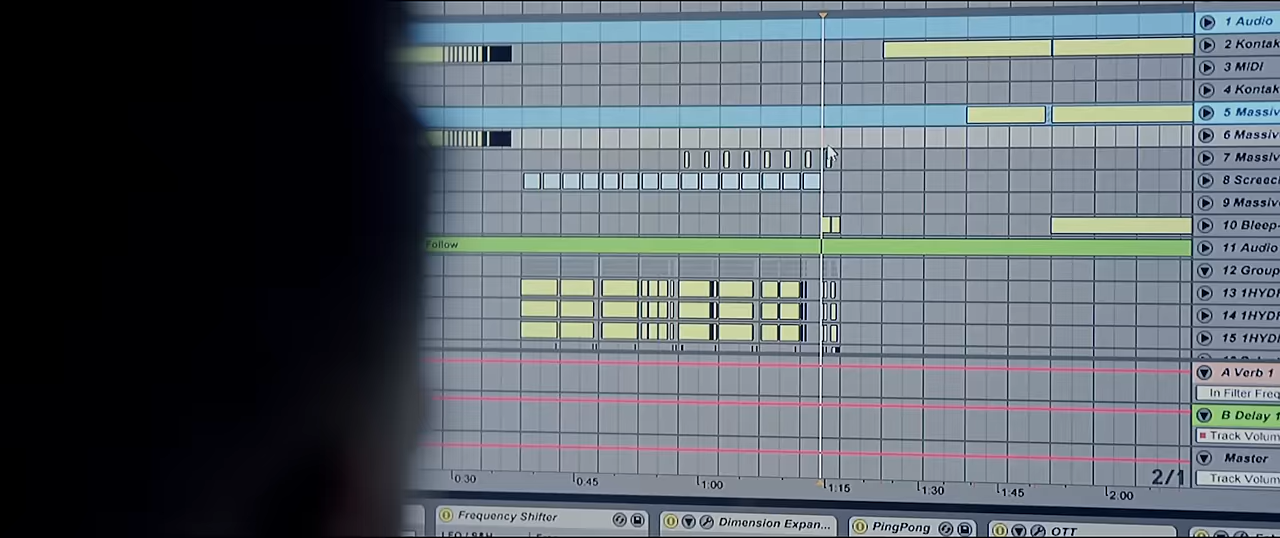 1 Audio
2 Kontak
3 MIDI
4 Kontak
5 Massiv
6 Massiv
7 Massiv
8 Screec
9 Massiv
10 Bleep-
Follow
11 Audio
12 Group
13 1HYDR
14 1HYDR
15 1HYDR
A Verb 1
In Filter Freq
B Delay 1
Track Volum
Master
2/1
Track Volum
0:30
0:45
1:00
1:15
1:30
1:45
2:00
Frequency Shifter
Dimension Expan...
PingPong
OTT